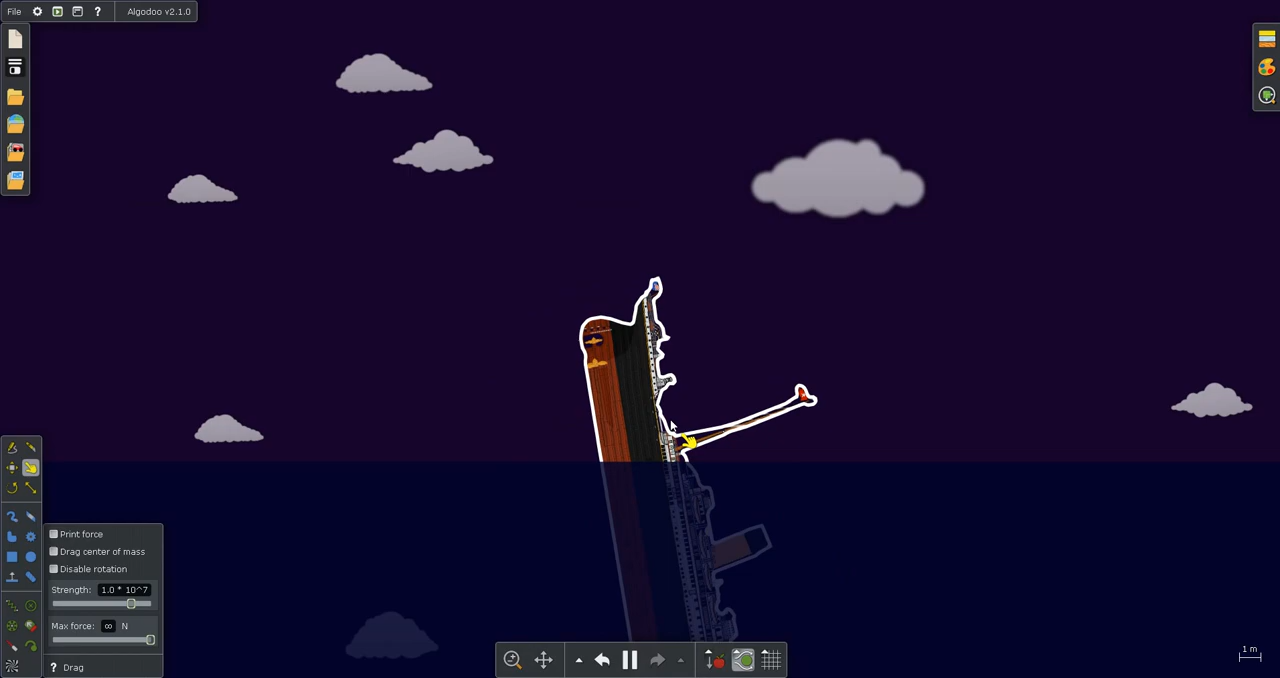 File
Algodoo v2.1.0
Print force
Drag center of mass
Disable rotation
Strength: 1.0 * 10^7
Max force: ∞ N
? Drag
1 m